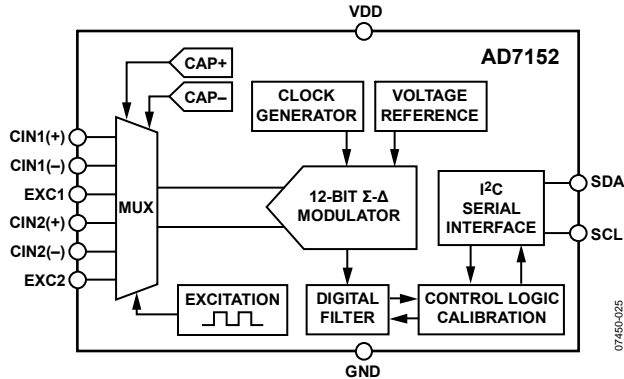 VDD
AD7152
CAP+
CAP–
CLOCK
GENERATOR
VOLTAGE
REFERENCE
CIN1(+)
CIN1(–)
EXC1
CIN2(+)
CIN2(–)
EXC2
MUX
12-BIT Σ-Δ
MODULATOR
I²C
SERIAL
INTERFACE
SDA
SCL
EXCITATION
DIGITAL
FILTER
CONTROL LOGIC
CALIBRATION
GND
07450-025